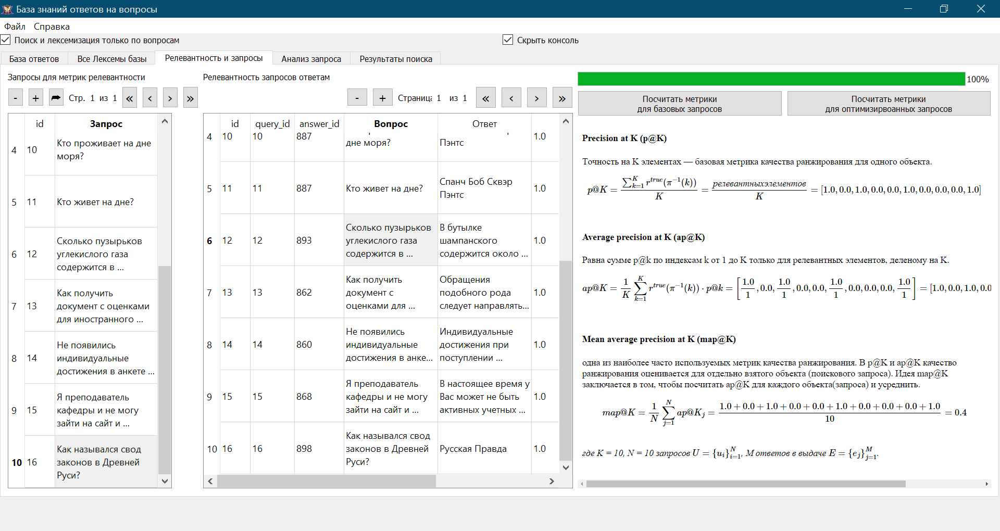 База знаний ответов на вопросы
Файл Справка
Поиск и лексемизация только по вопросам
Скрыть консоль
База ответов
Все Лексемы базы
Релевантность и запросы
Анализ запроса
Результаты поиска
Запросы для метрик релевантности
- + Стр. 1 из 1 « ‹ › »
id Запрос
4 10 Кто проживает на дне
моря?
5 11 Кто живет на дне?
6 12 Сколько пузырьков
углекислого газа
содержится в ...
7 13 Как получить
документ с оценками
для иностранного ...
8 14 Не появились
индивидуальные
достижения в анкете ...
9 15 Я преподаватель
кафедры и не могу
зайти на сайт и ...
10 16 Как назывался свод
законов в Древней
Руси?
Релевантность запросов ответам
- + Страница 1 из 1 « ‹ › »
id query_id answer_id Вопрос Ответ
4 10 10 887 дне моря? Пэнтс 1.0
5 11 11 887 Кто живет на дне? Спанч Боб Сквэр
Пэнтс 1.0
6 12 12 893 Сколько пузырьков В бутылке
углекислого газа шампанского 1.0
содержится в ... содержится около ...
7 13 13 862 Как получить Обращения
документ с подобного рода 1.0
оценками для ... следует направлять...
8 14 14 860 Не появились Индивидуальные
индивидуальные достижения при 1.0
достижения в анке... поступлении ...
9 15 15 868 Я преподаватель В настоящее время у
кафедры и не могу Вас может не быть 1.0
зайти на сайт и ... активных учетных ...
10 16 16 898 Как назывался свод
законов в Древней Русская Правда 1.0
Руси?
100%
Посчитать метрики
для базовых запросов
Посчитать метрики
для оптимизирвоанных запросов
Precision at K (p@K)
Точность на K элементах — базовая метрика качества ранжирования для одного объекта.
p@K = \frac{\sum_{k=1}^{K} r^{true}(π^{-1}(k))}{K} = \frac{релевантныхэлементов}{K} = [1.0, 0.0, 1.0, 0.0, 0.0, 1.0, 0.0, 0.0, 0.0, 1.0]
Average precision at K (ap@K)
Равна сумме p@k по индексам k от 1 до K только для релевантных элементов, деленому на K.
ap@K = \frac{1}{K} \sum_{k=1}^{K} r^{true}(π^{-1}(k)) · p@k = [\frac{1.0}{1}, 0.0, \frac{1.0}{1}, 0.0, 0.0, \frac{1.0}{1}, 0.0, 0.0, 0.0, \frac{1.0}{1}] = [1.0, 0.0, 1.0, 0.0
Mean average precision at K (map@K)
одна из наиболее часто используемых метрик качества ранжирования. В p@K и ap@K качество
ранжирования оценивается для отдельно взятого объекта (поискового запроса). Идея map@K
заключается в том, чтобы посчитать ap@K для каждого объекта(запроса) и усреднить.
map@K = \frac{1}{N} \sum_{j=1}^{N} ap@K_j = \frac{1.0 + 0.0 + 1.0 + 0.0 + 0.0 + 1.0 + 0.0 + 0.0 + 0.0 + 1.0}{10} = 0.4
где K = 10, N = 10 запросов U = {u_i}_{i=1}^{N}, M ответов в выдаче E = {e_j}_{j=1}^{M}.